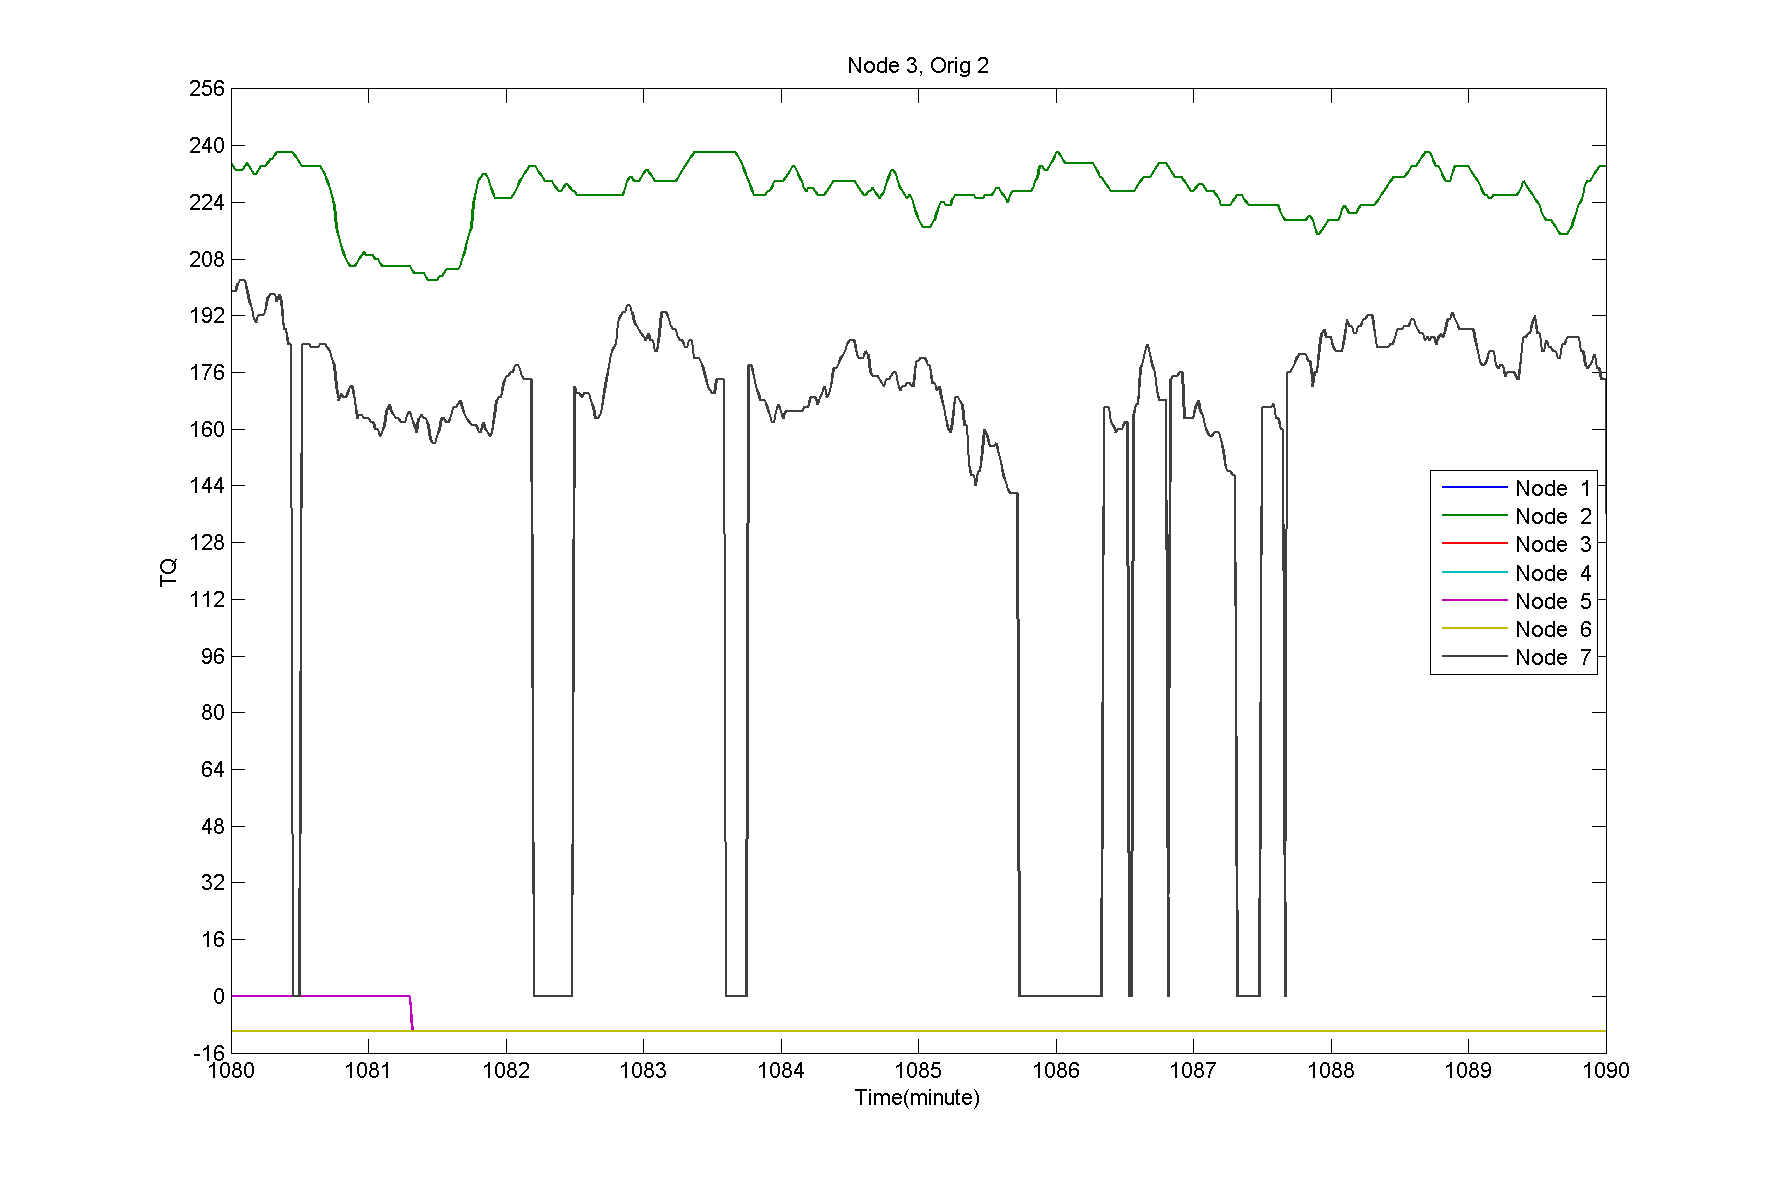 Node 3, Orig 2
256
240
224
208
192
176
160
144
128
112
96
80
64
48
32
16
0
-16
TQ
Node 1
Node 2
Node 3
Node 4
Node 5
Node 6
Node 7
1080 1081 1082 1083 1084 1085 1086 1087 1088 1089 1090
Time(minute)